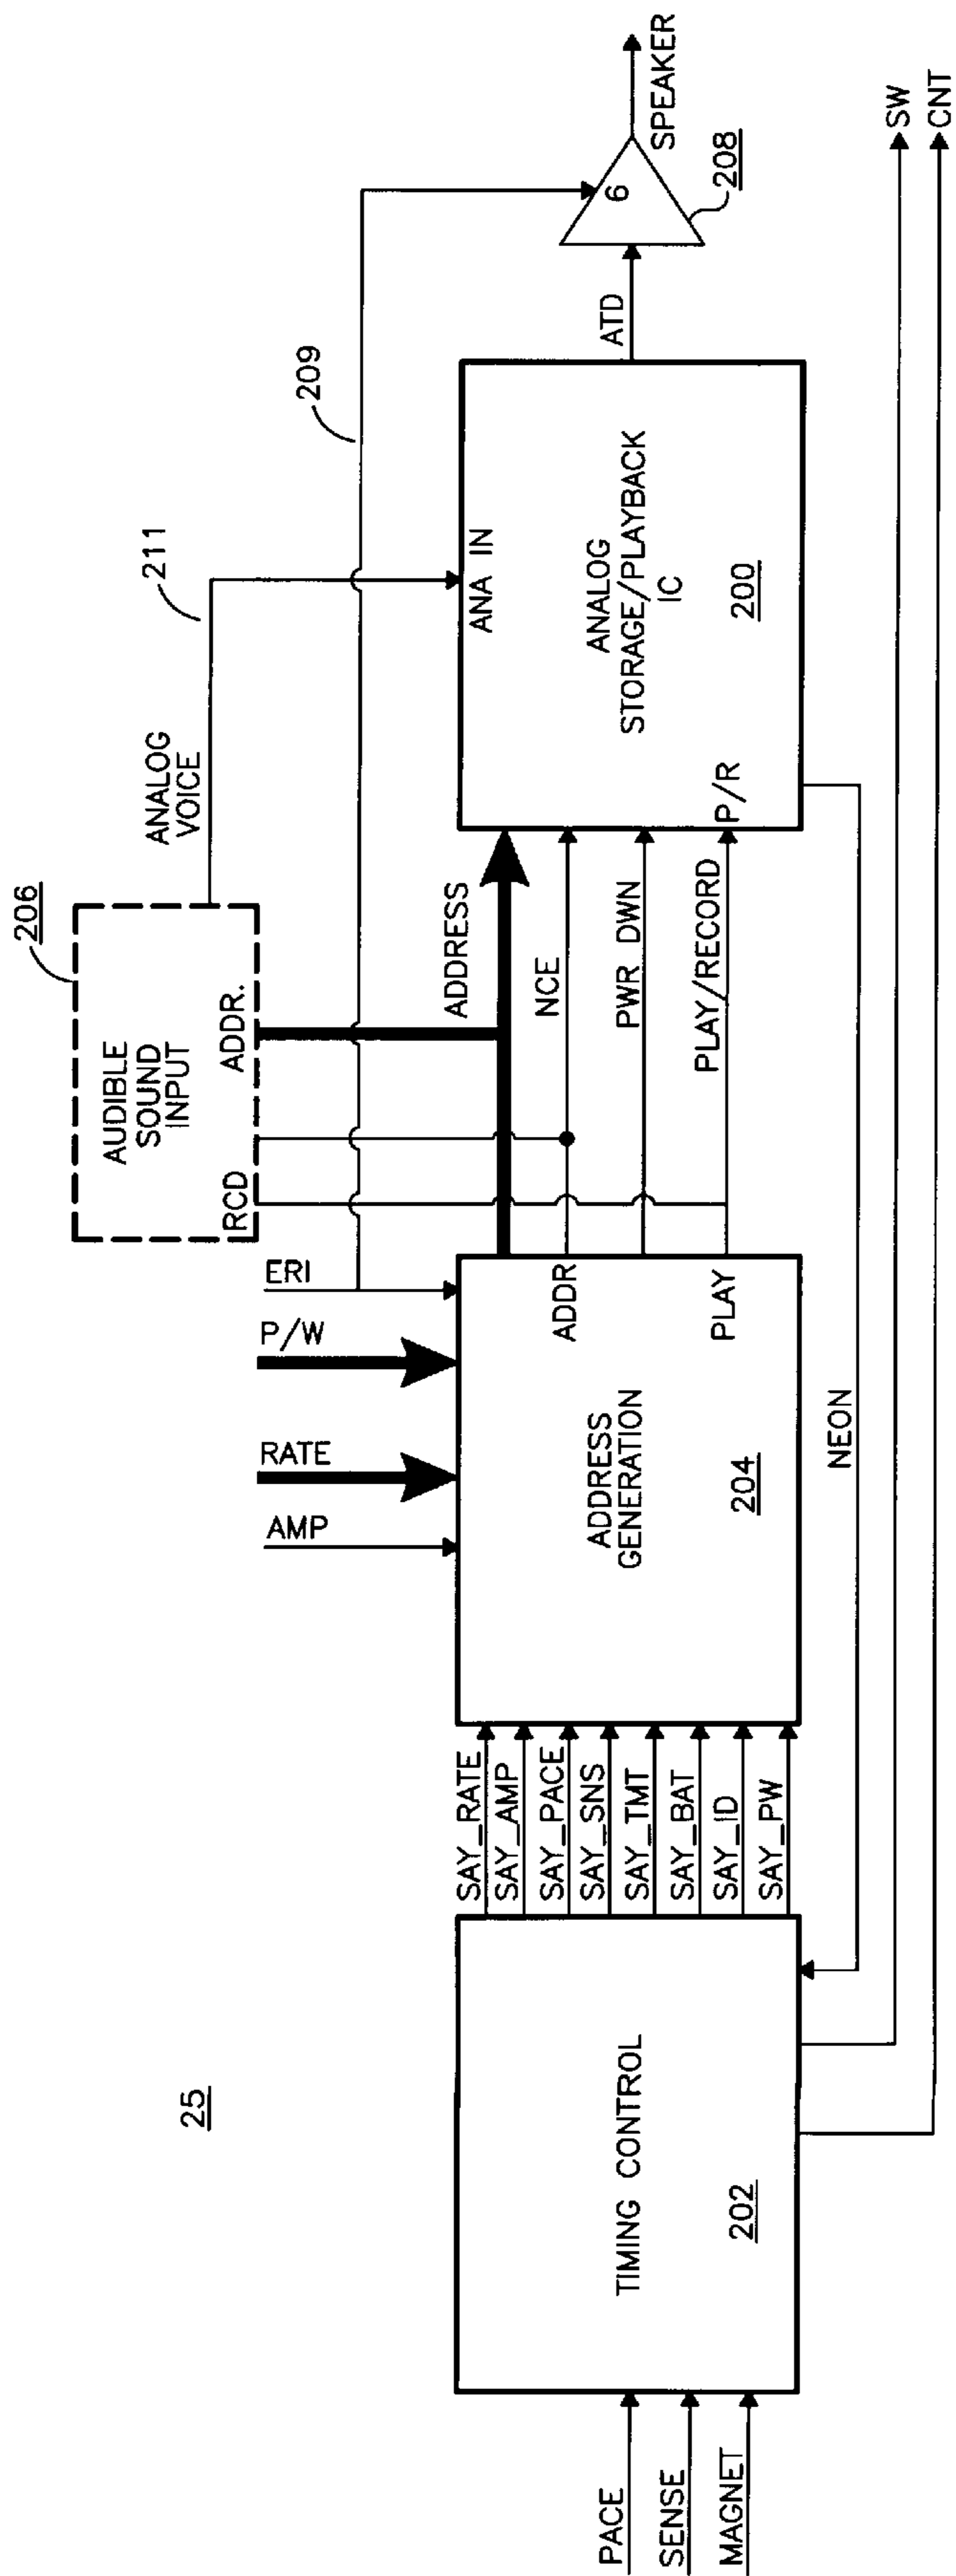 25
206
AUDIBLE
SOUND
INPUT
RCD
ADDR.
ANALOG
VOICE
211
209
ERI
P/W
RATE
AMP
PACE
SENSE
MAGNET
TIMING CONTROL
202
SAY_RATE
SAY_AMP
SAY_PACE
SAY_SNS
SAY_TMT
SAY_BAT
SAY_ID
SAY_PW
ADDRESS
GENERATION
204
ADDR
PLAY
ADDRESS
NCE
PWR DWN
PLAY/RECORD
ANA IN
ANALOG
STORAGE/PLAYBACK
IC
200
P/R
ATD
6
208
SPEAKER
NEON
SW
CNT